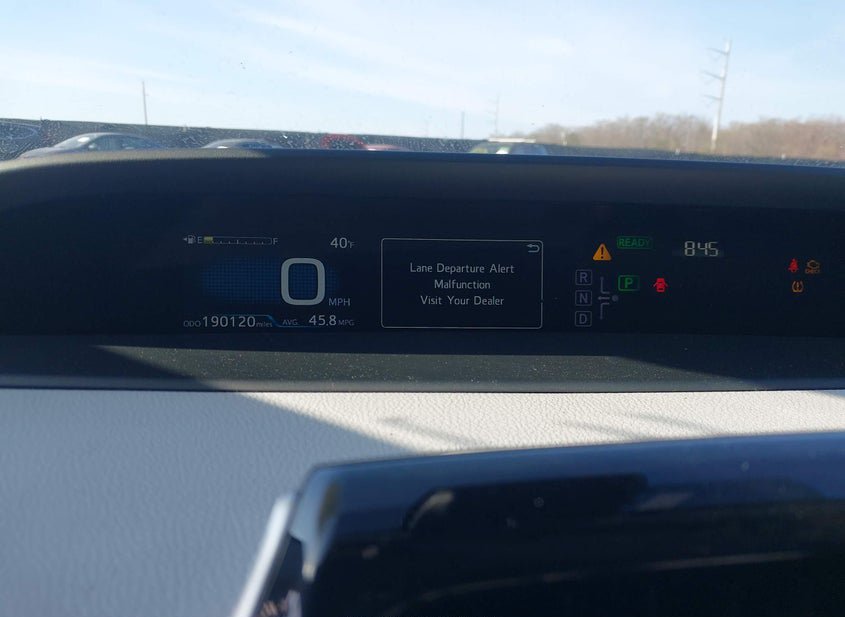 E F
40°F
0
MPH
ODO 190120 miles AVG. 45.8 MPG
Lane Departure Alert
Malfunction
Visit Your Dealer
READY
8:45
R
N
D
P
CHECK